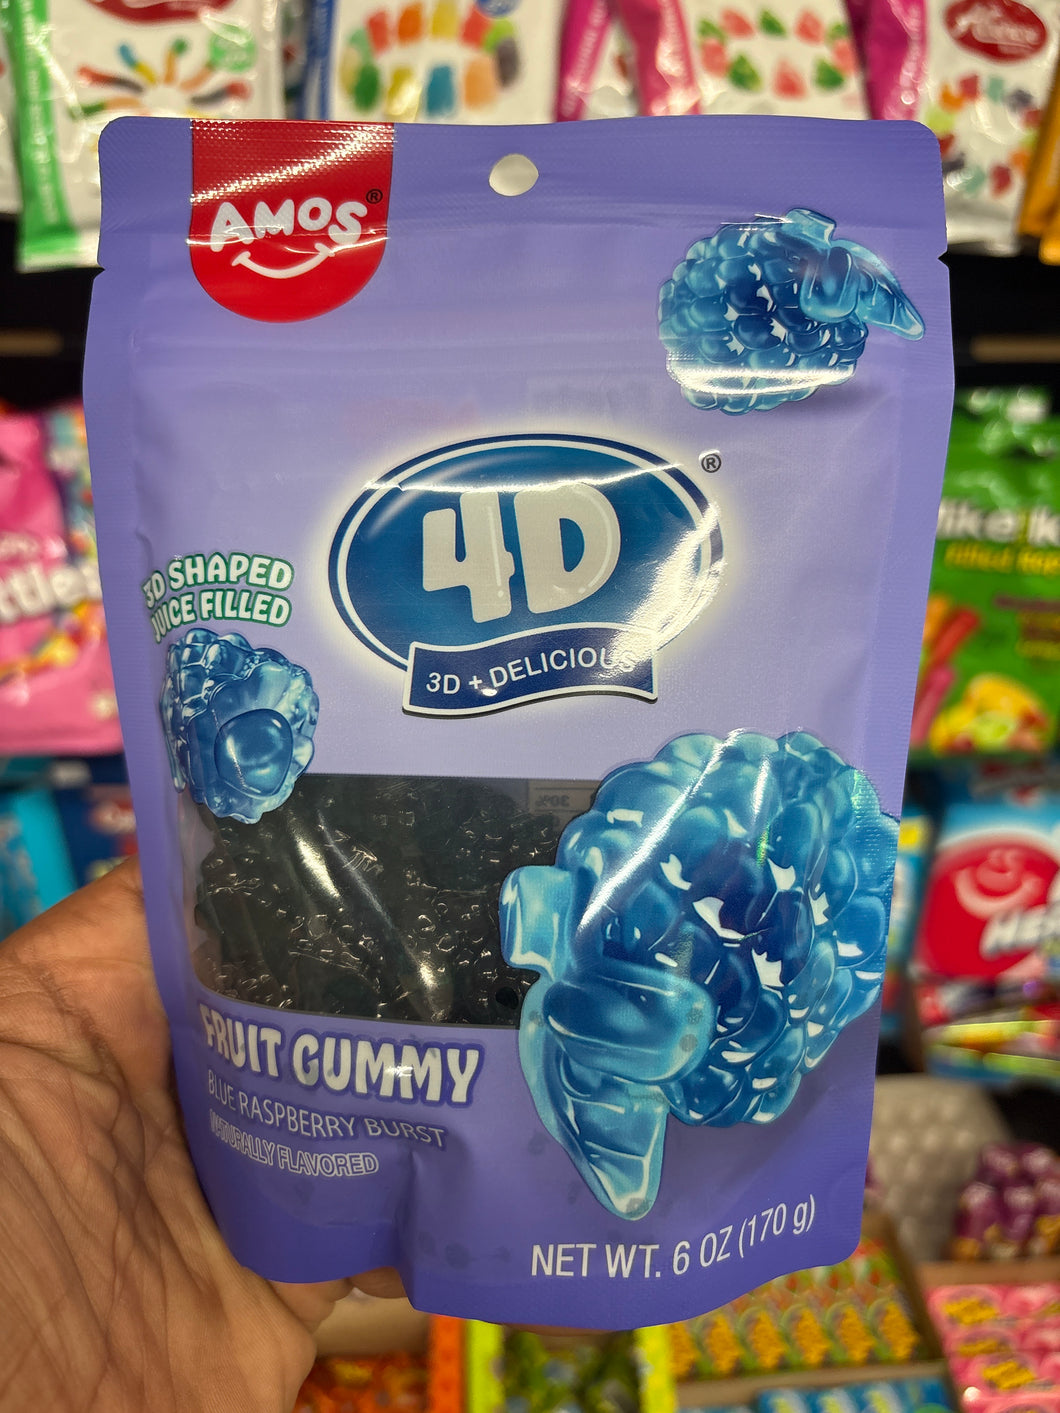 AMOS®
4D®
3D + DELICIOUS
3D SHAPED
JUICE FILLED
30%
FRUIT GUMMY
BLUE RASPBERRY BURST
NATURALLY FLAVORED
NET WT. 6 OZ (170 g)